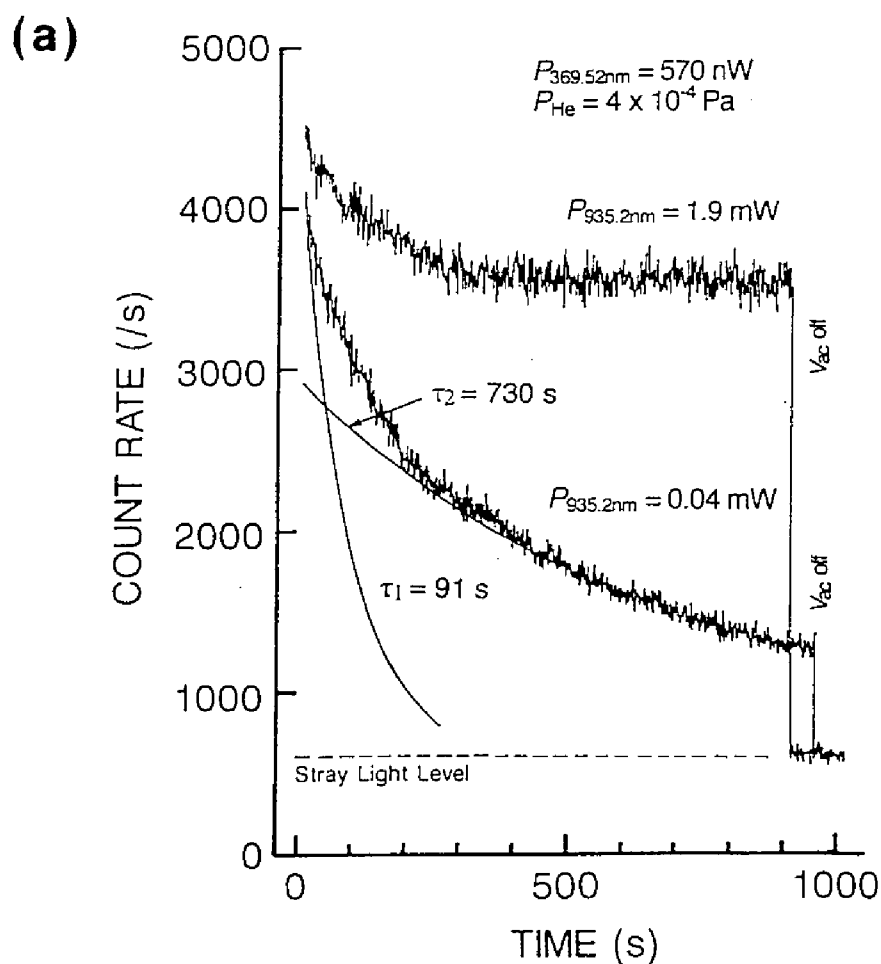 (a)
5000
4000
3000
2000
1000
0
COUNT RATE (/s)
P369.52nm = 570 nW
PHe = 4 x 10-4 Pa
P935.2nm = 1.9 mW
Vac off
τ2 = 730 s
P935.2nm = 0.04 mW
Vac off
τ1 = 91 s
Stray Light Level
0
500
1000
TIME (s)